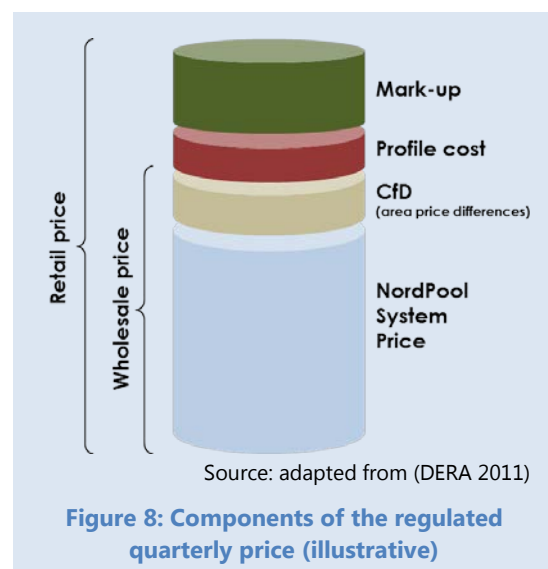 Retail price
Wholesale price
Mark-up
Profile cost
CfD
(area price differences)
NordPool
System
Price
Source: adapted from (DERA 2011)
Figure 8: Components of the regulated
quarterly price (illustrative)